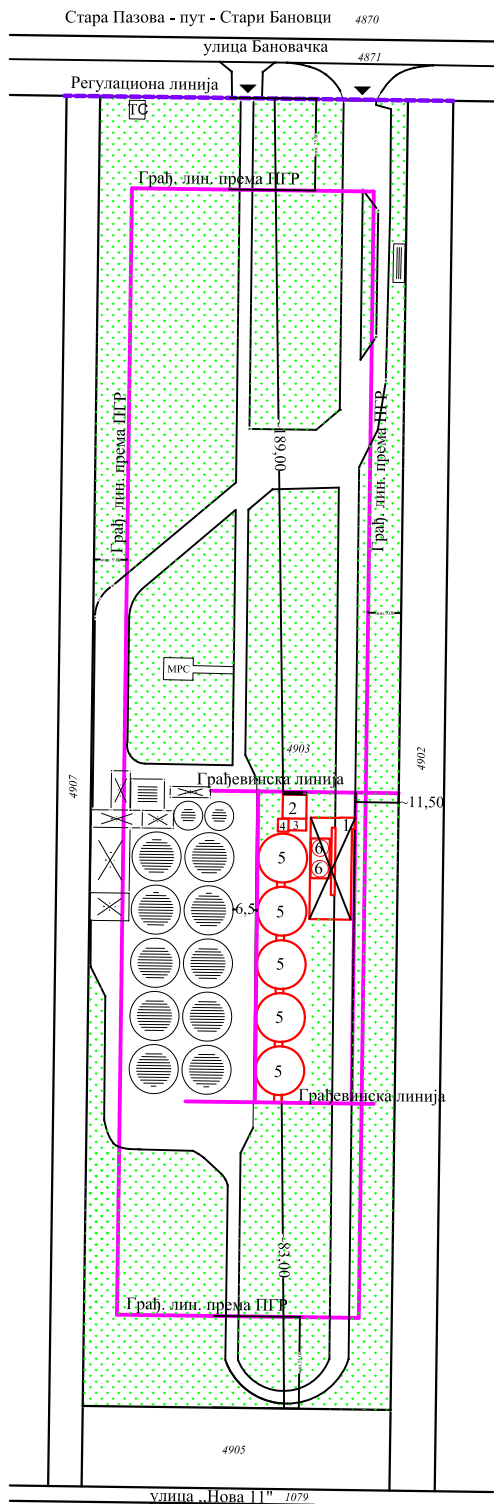 Стара Пазова - пут - Стари Бановци 4870
улица Бановачка
4871
Регулациона линија
ТС
Грађ. лин. према ПГР
Грађ. лин. према ПГР
Грађ. лин. према ПГР
~189,00
МРС
4903
4902
4907
Грађевинска линија
~11,50
2
1
4 3
6
6
5
5
~6,5
5
5
5
Грађевинска линија
~83,00
Грађ. лин. према ПГР
4905
улица ,,Нова 11" 1079